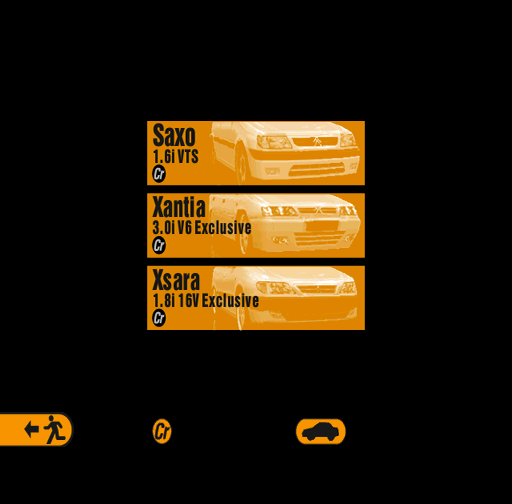 Saxo
1.6i VTS
Cr
Xantia
3.0i V6 Exclusive
Cr
Xsara
1.8i 16V Exclusive
Cr
Cr